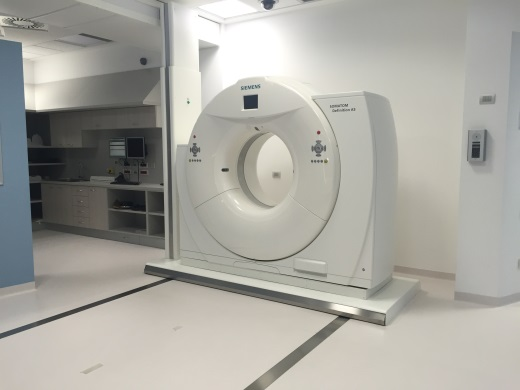 SIEMENS
SOMATOM
Definition AS